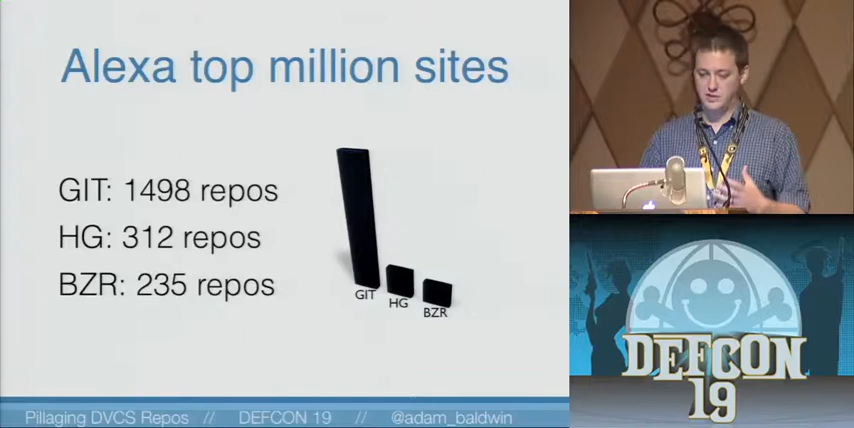 Alexa top million sites
GIT: 1498 repos
HG: 312 repos
BZR: 235 repos
GIT
HG
BZR
Pillaging DVCS Repos // DEFCON 19 // @adam_baldwin
DEFCON
19